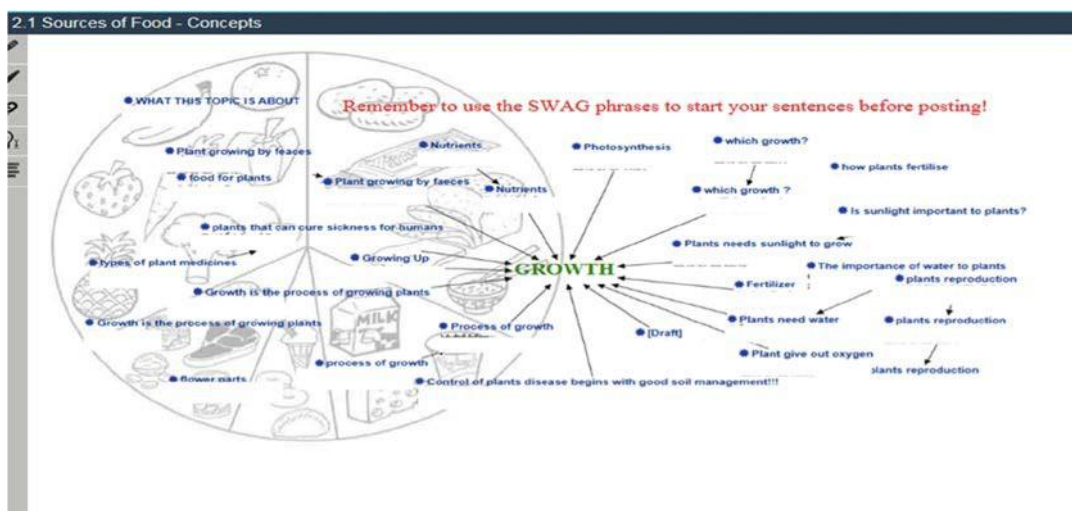 2.1 Sources of Food - Concepts
WHAT THIS TOPIC IS ABOUT
Remember to use the SWAG phrases to start your sentences before posting!
Plant growing by feaces
Nutrients
Photosynthesis
which growth?
how plants fertilise
food for plants
Plant growing by faeces
Nutrients
which growth ?
Is sunlight important to plants?
plants that can cure sickness for humans
Plants needs sunlight to grow
types of plant medicines
Growing Up
GROWTH
The importance of water to plants
plants reproduction
Growth is the process of growing plants
Fertilizer
Growth is the process of growing plants
Process of growth
[Draft]
Plants need water
plants reproduction
process of growth
Plant give out oxygen
plants reproduction
flower parts
Control of plants disease begins with good soil management!!!
MILK